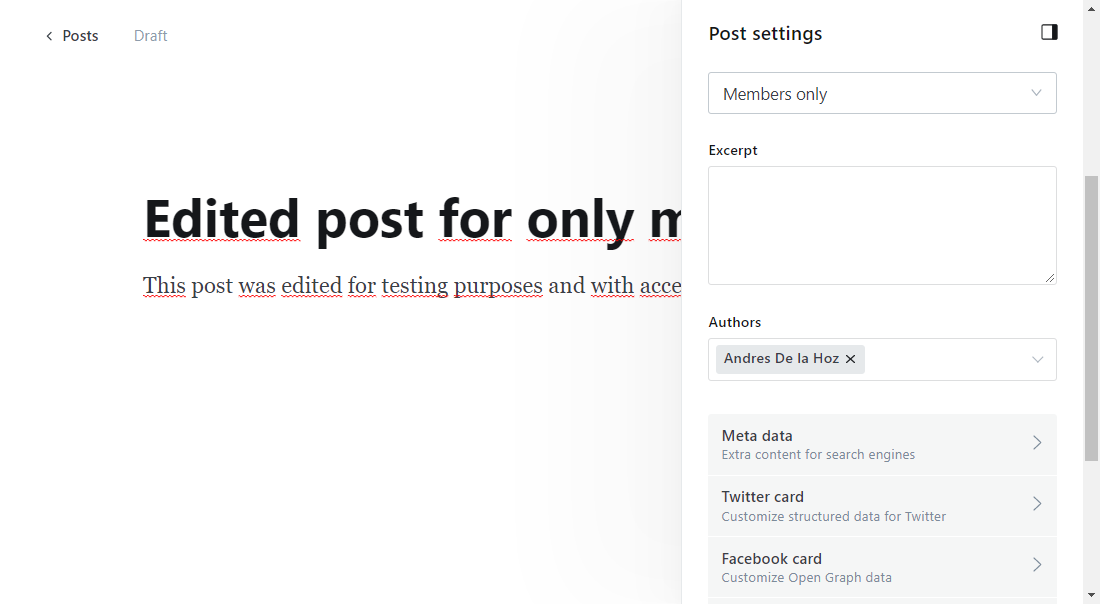 Posts
Draft
Edited post for only
This post was edited for testing purposes and with
Post settings
Members only
Excerpt
Authors
Andres De la Hoz
Meta data
Extra content for search engines
Twitter card
Customize structured data for Twitter
Facebook card
Customize Open Graph data